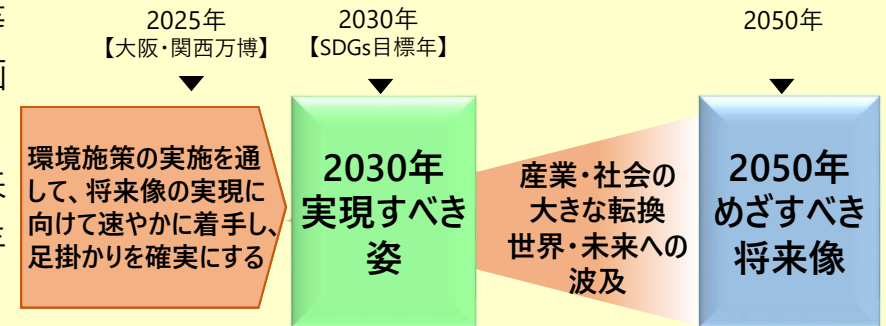 2025年
【大阪・関西万博】
2030年
【SDGs目標年】
2050年
環境施策の実施を通
して、将来像の実現に
向けて速やかに着手し、
足掛かりを確実にする
2030年
実現すべき
姿
産業・社会の
大きな転換
世界・未来への
波及
2050年
めざすべき
将来像